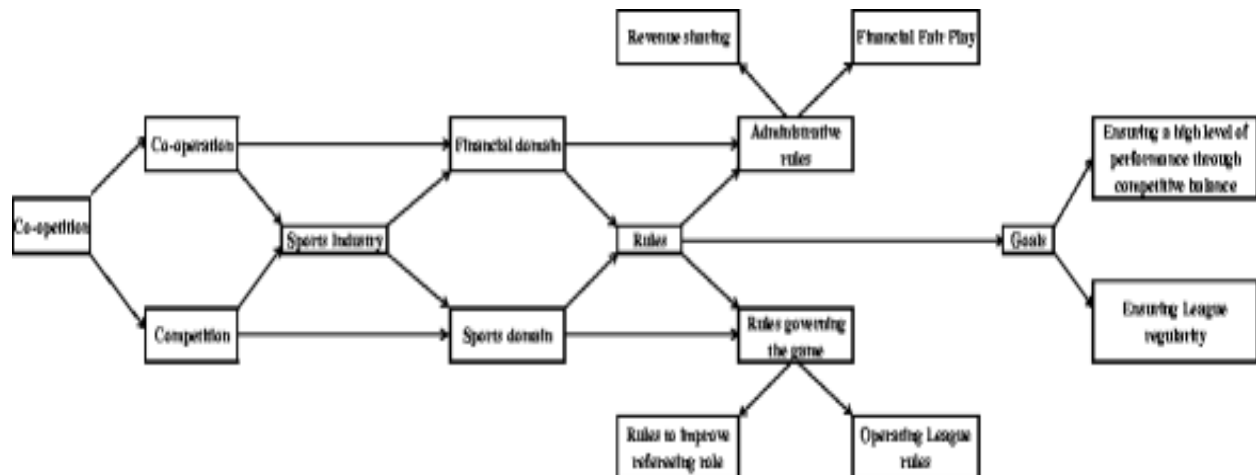 Revenue sharing
Financial Fair Play
Co-operation
Financial domain
Administrative
rules
Ensuring a high level of
performance through
competitive balance
Co-opetition
Sports Industry
Rules
Goals
Competition
Sports domain
Rules governing
the game
Ensuring League
regularity
Rules to improve
refereeing role
Operating League
rules